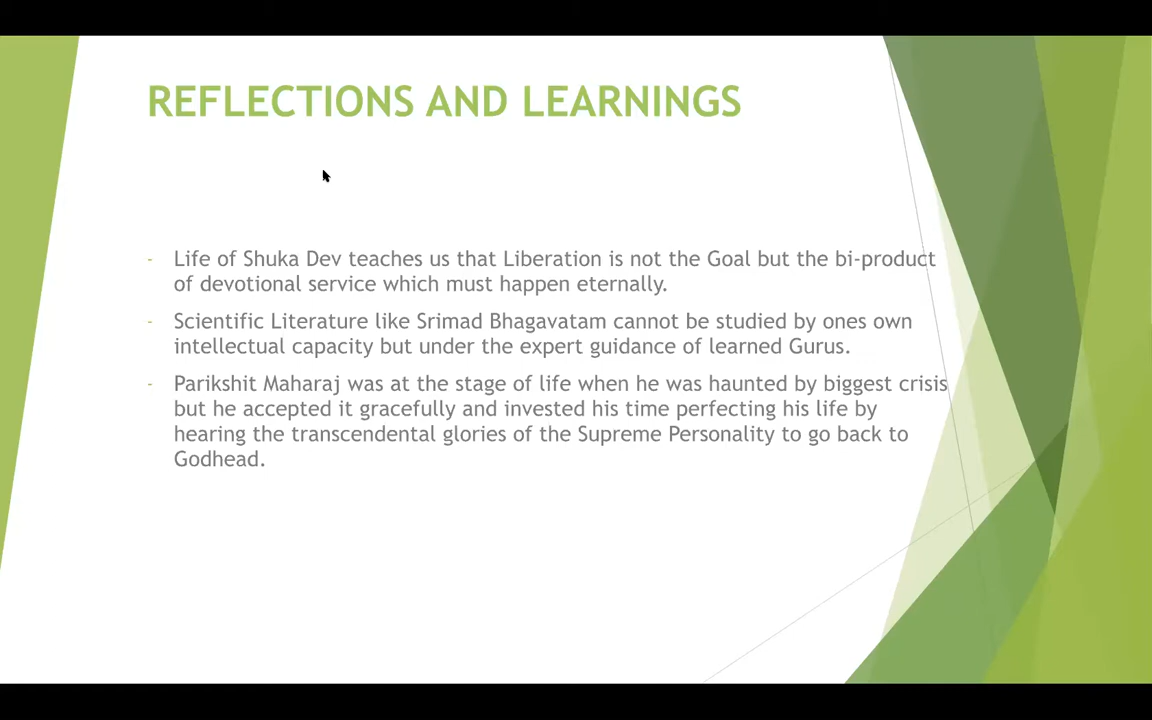 REFLECTIONS AND LEARNINGS
- Life of Shuka Dev teaches us that Liberation is not the Goal but the bi-product
of devotional service which must happen eternally.
- Scientific Literature like Srimad Bhagavatam cannot be studied by ones own
intellectual capacity but under the expert guidance of learned Gurus.
- Parikshit Maharaj was at the stage of life when he was haunted by biggest crisis
but he accepted it gracefully and invested his time perfecting his life by
hearing the transcendental glories of the Supreme Personality to go back to
Godhead.